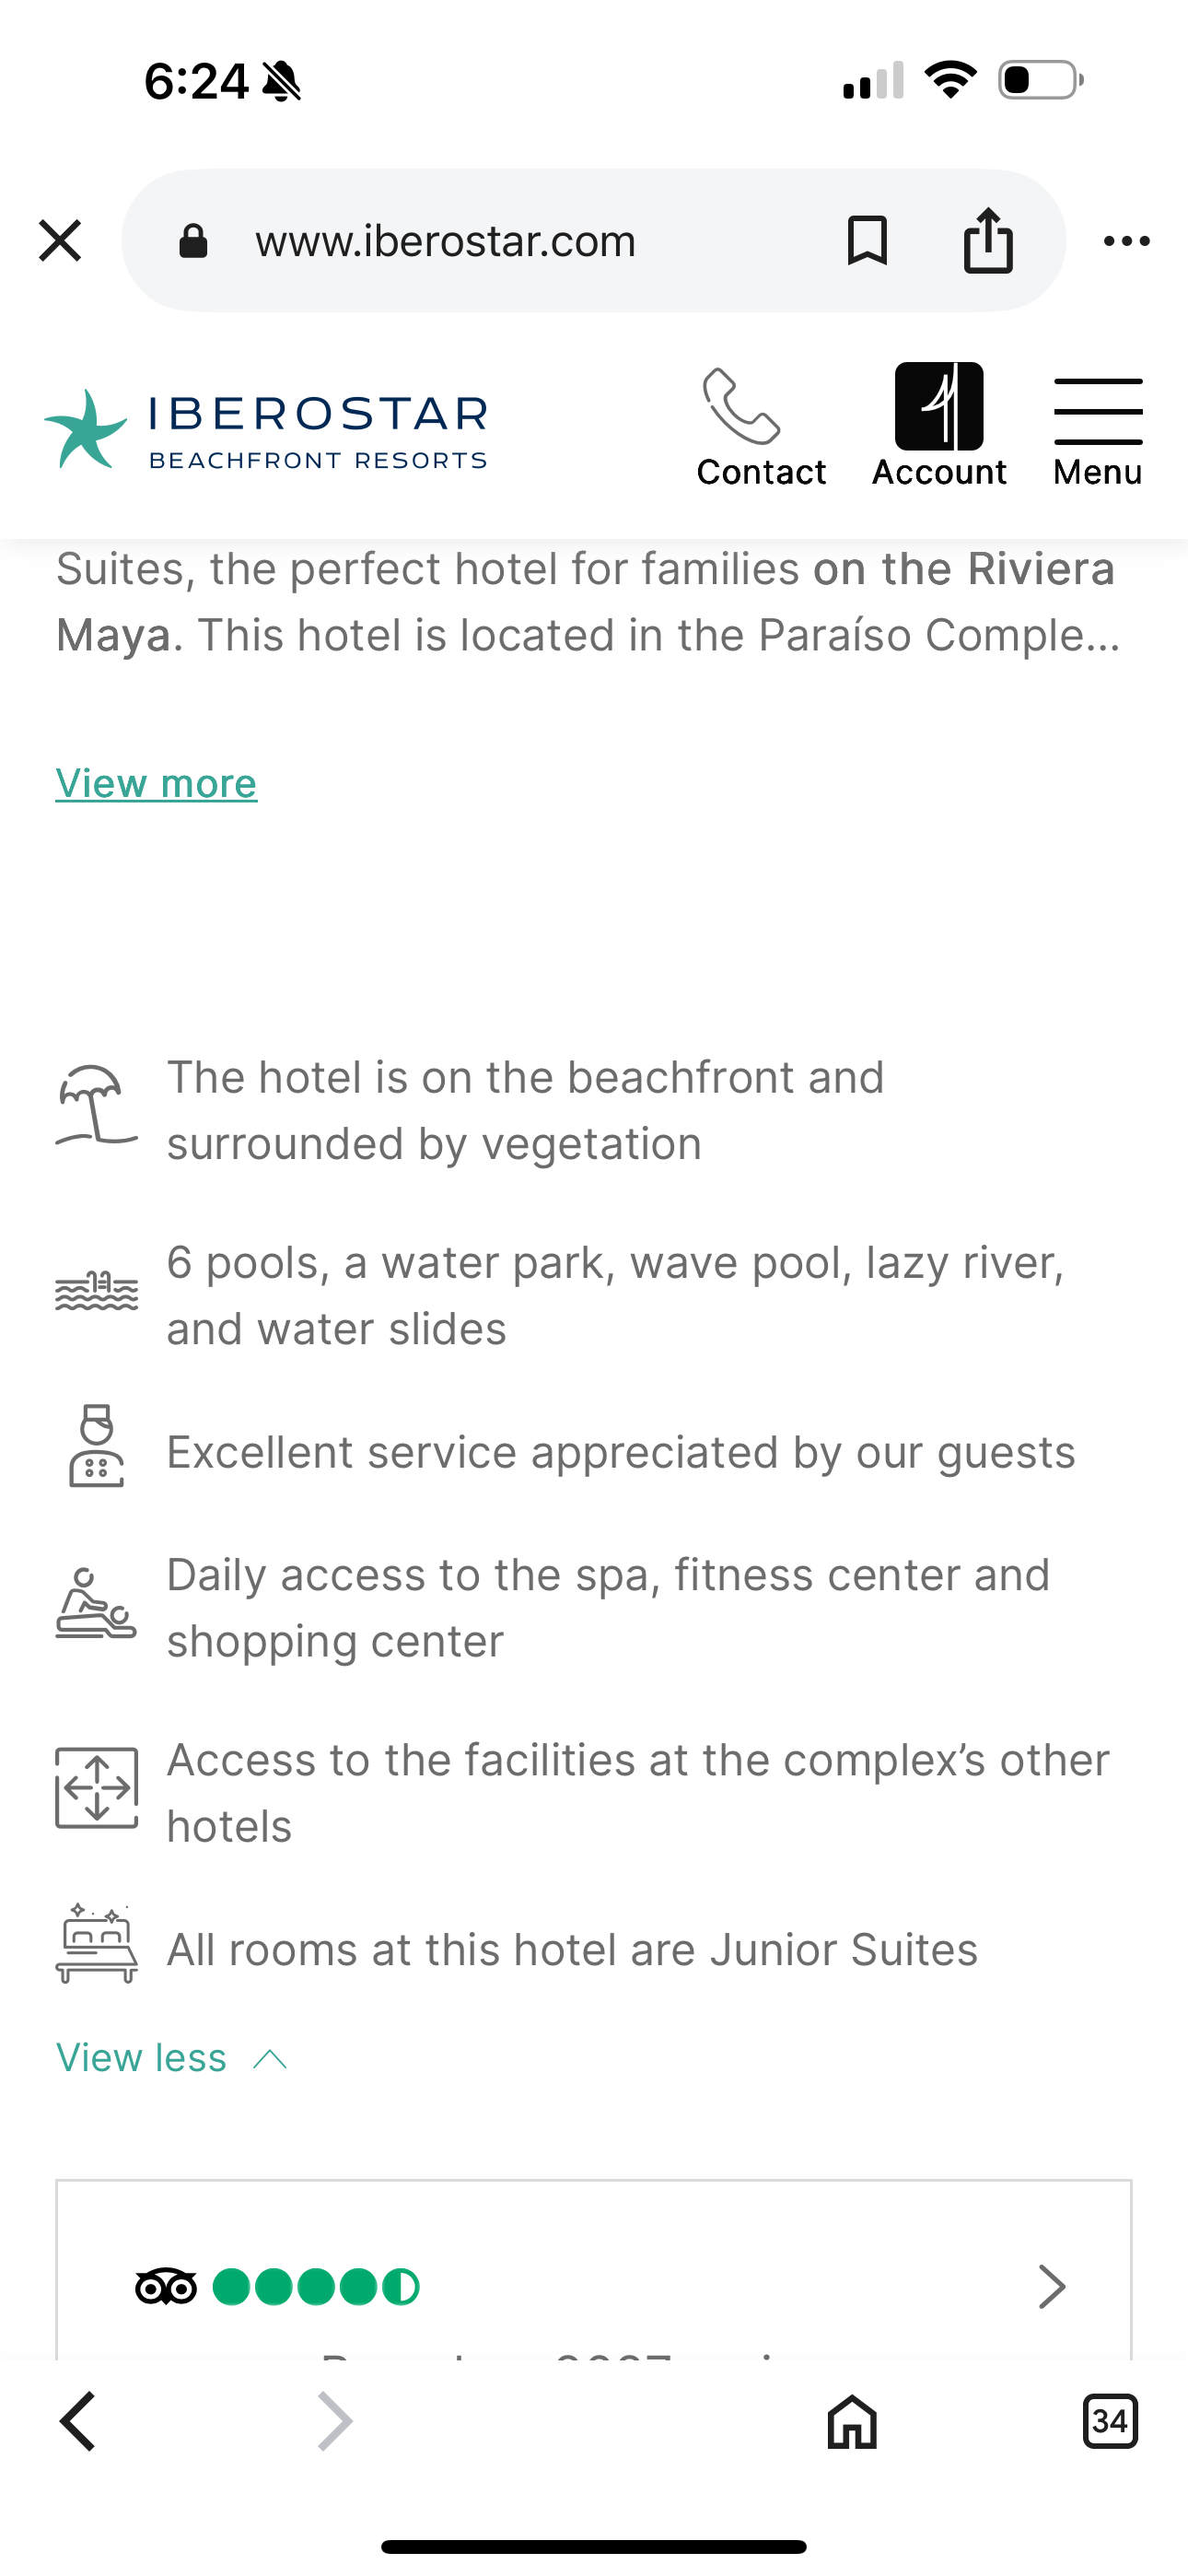 6:24
www.iberostar.com
IBEROSTAR
BEACHFRONT RESORTS
Contact
Account
Menu
Suites, the perfect hotel for families on the Riviera
Maya. This hotel is located in the Paraíso Comple...
View more
The hotel is on the beachfront and
surrounded by vegetation
6 pools, a water park, wave pool, lazy river,
and water slides
Excellent service appreciated by our guests
Daily access to the spa, fitness center and
shopping center
Access to the facilities at the complex’s other
hotels
All rooms at this hotel are Junior Suites
View less
34